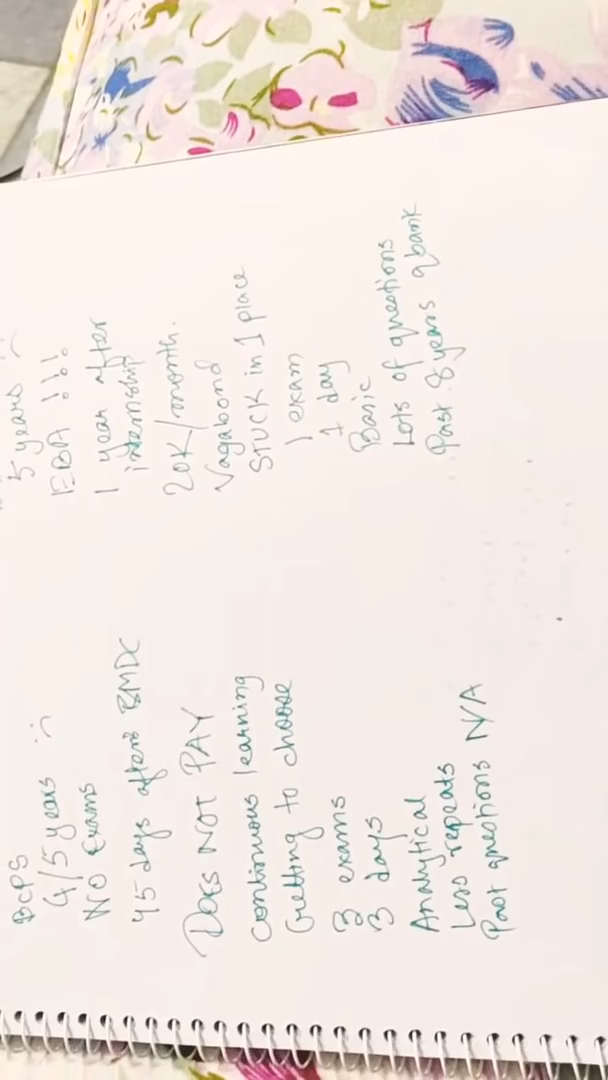 BCPS
4/5 years :)
NO Exams
45 days after BMDC
Does NOT PAY
continuous learning
Getting to choose
3 exams
3 days
Analytical
Less repeats
Past questions N/A
5 years
EBA !!!
1 year after
internship
20K/month.
Vagabond
STUCK in 1 place
1 exam
1 day
Basic
Lots of questions
Past 8 years qbank